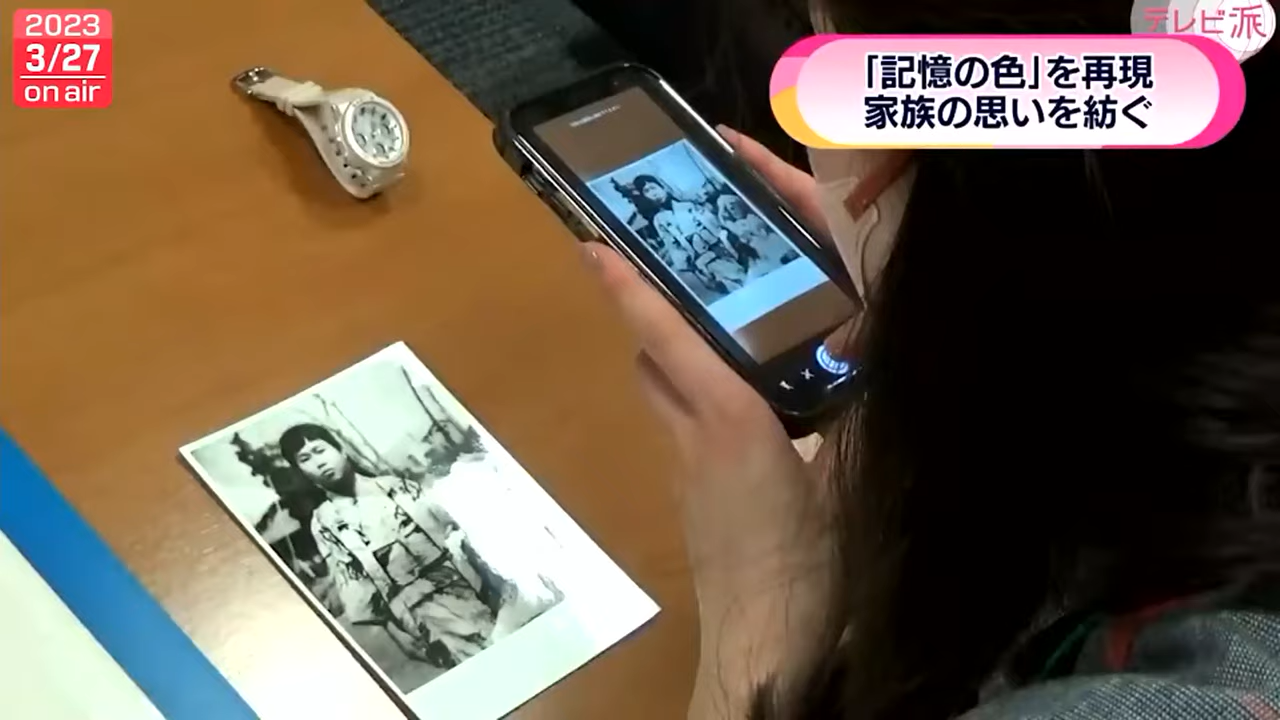 2023
3/27
on air
テレビ派
「記憶の色」を再現
家族の思いを紡ぐ